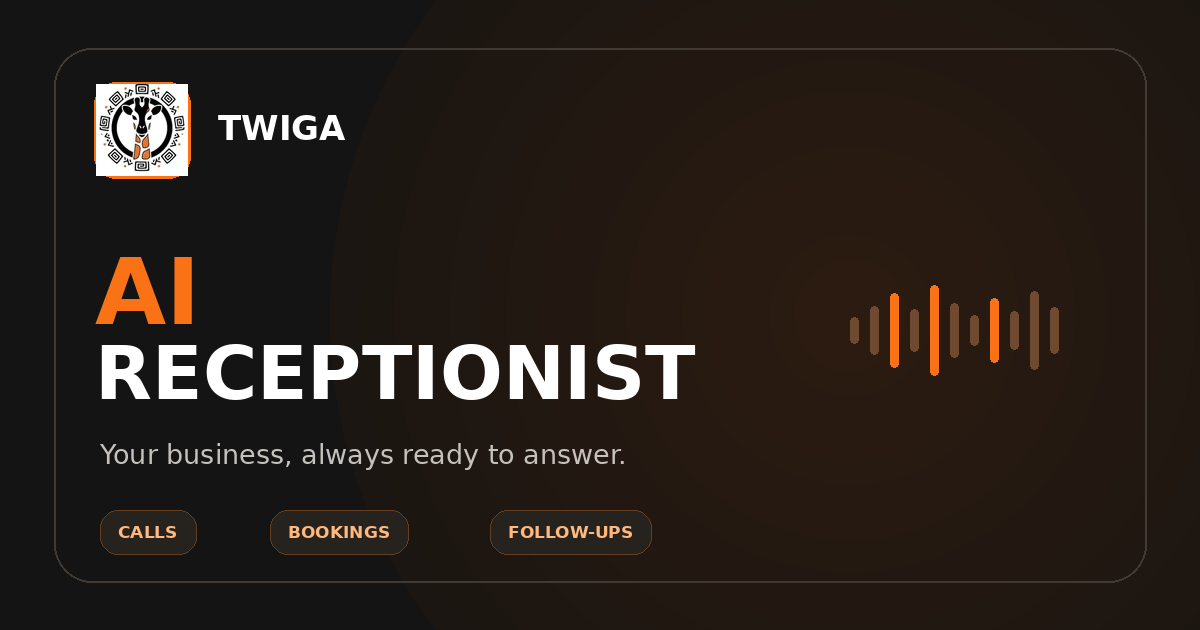 TWIGA
AI
RECEPTIONIST
Your business, always ready to answer.
CALLS
BOOKINGS
FOLLOW-UPS